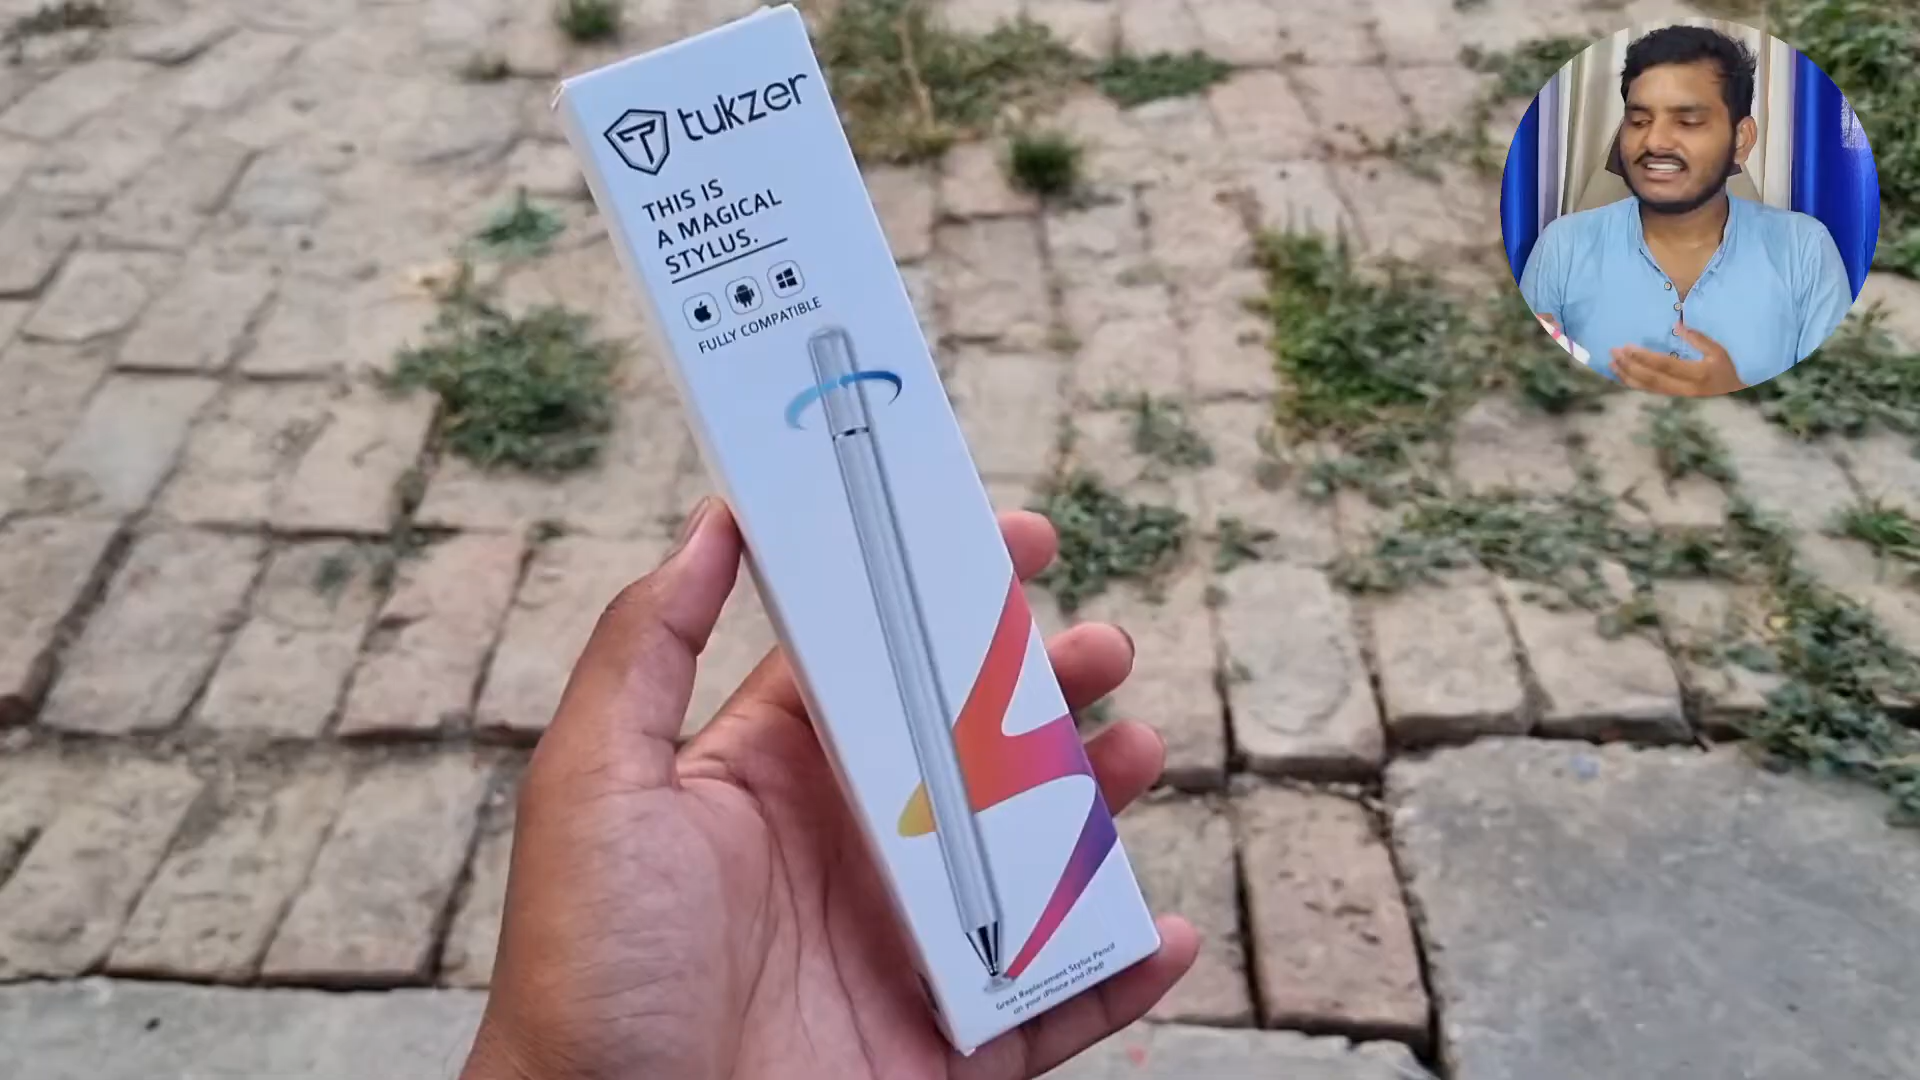 tukzer
THIS IS
A MAGICAL
STYLUS.
FULLY COMPATIBLE
Great Replacement Stylus Pencil
on your iPhone and iPad!